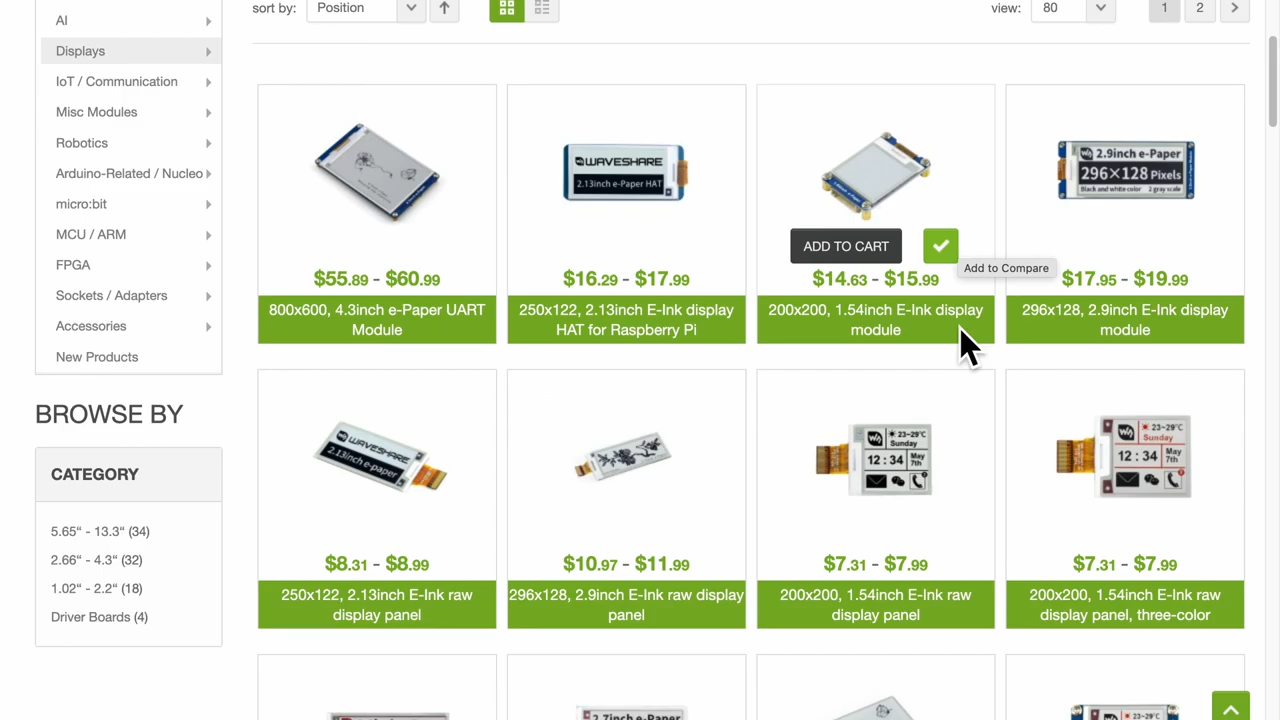 sort by:
Position
view:
80
1
2
AI
Displays
IoT / Communication
Misc Modules
Robotics
Arduino-Related / Nucleo
micro:bit
MCU / ARM
FPGA
Sockets / Adapters
Accessories
New Products
BROWSE BY
CATEGORY
5.65“ - 13.3“ (34)
2.66“ - 4.3“ (32)
1.02“ - 2.2“ (18)
Driver Boards (4)
$55.89 - $60.99
800x600, 4.3inch e-Paper UART
Module
WAVESHARE
2.13inch e-Paper HAT
$16.29 - $17.99
250x122, 2.13inch E-Ink display
HAT for Raspberry Pi
ADD TO CART
Add to Compare
$14.63 - $15.99
200x200, 1.54inch E-Ink display
module
2.9inch e-Paper
296×128 Pixels
Black and white color 2 gray scale
$17.95 - $19.99
296x128, 2.9inch E-Ink display
module
WAVESHARE
2.13inch e-paper
$8.31 - $8.99
250x122, 2.13inch E-Ink raw
display panel
$10.97 - $11.99
296x128, 2.9inch E-Ink raw display
panel
23~29℃
Sunday
12 : 34
May
7th
$7.31 - $7.99
200x200, 1.54inch E-Ink raw
display panel
23~29℃
Sunday
12 : 34
May
7th
$7.31 - $7.99
200x200, 1.54inch E-Ink raw
display panel, three-color
2.7inch e-Paper
23~29℃